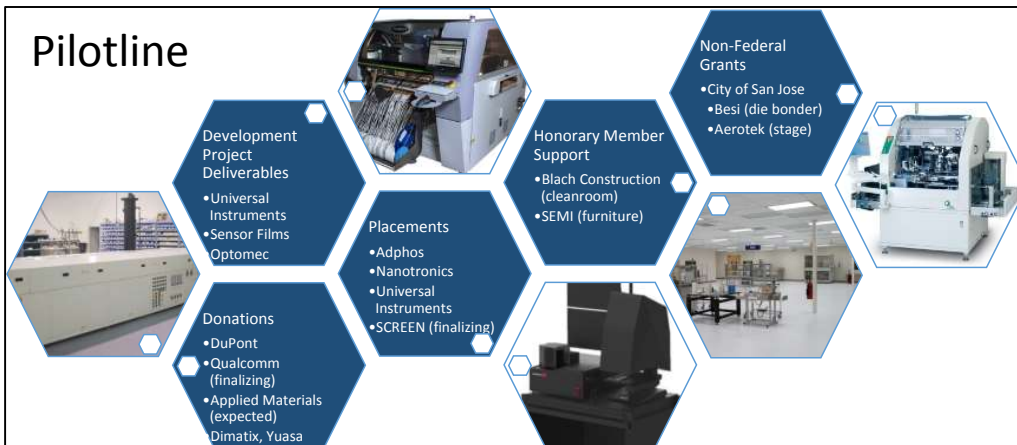 Pilotline
Development
Project
Deliverables
•Universal
Instruments
•Sensor Films
•Optomec
Donations
•DuPont
•Qualcomm
(finalizing)
•Applied Materials
(expected)
•Dimatix, Yuasa
Placements
•Adphos
•Nanotronics
•Universal
Instruments
•SCREEN (finalizing)
Honorary Member
Support
•Blach Construction
(cleanroom)
•SEMI (furniture)
Non-Federal
Grants
•City of San Jose
•Besi (die bonder)
•Aerotek (stage)